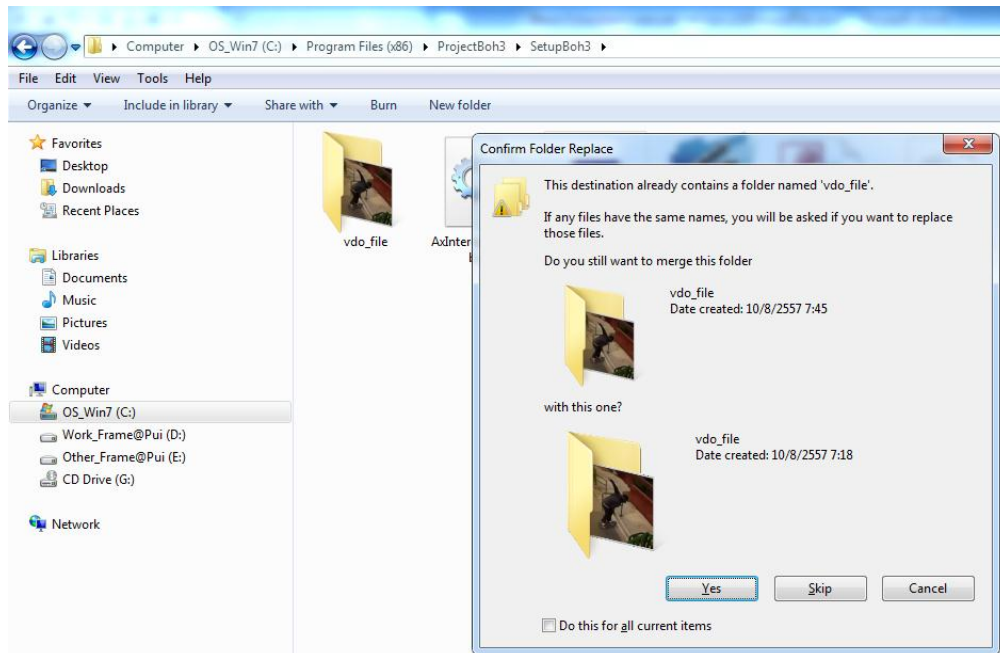 Computer ▸ OS_Win7 (C:) ▸ Program Files (x86) ▸ ProjectBoh3 ▸ SetupBoh3 ▸
File Edit View Tools Help
Organize Include in library Share with Burn New folder
Favorites
Desktop
Downloads
Recent Places
Libraries
Documents
Music
Pictures
Videos
Computer
OS_Win7 (C:)
Work_Frame@Pui (D:)
Other_Frame@Pui (E:)
CD Drive (G:)
Network
vdo_file
AxInter
Confirm Folder Replace
This destination already contains a folder named 'vdo_file'.
If any files have the same names, you will be asked if you want to replace
those files.
Do you still want to merge this folder
vdo_file
Date created: 10/8/2557 7:45
with this one?
vdo_file
Date created: 10/8/2557 7:18
Yes Skip Cancel
Do this for all current items